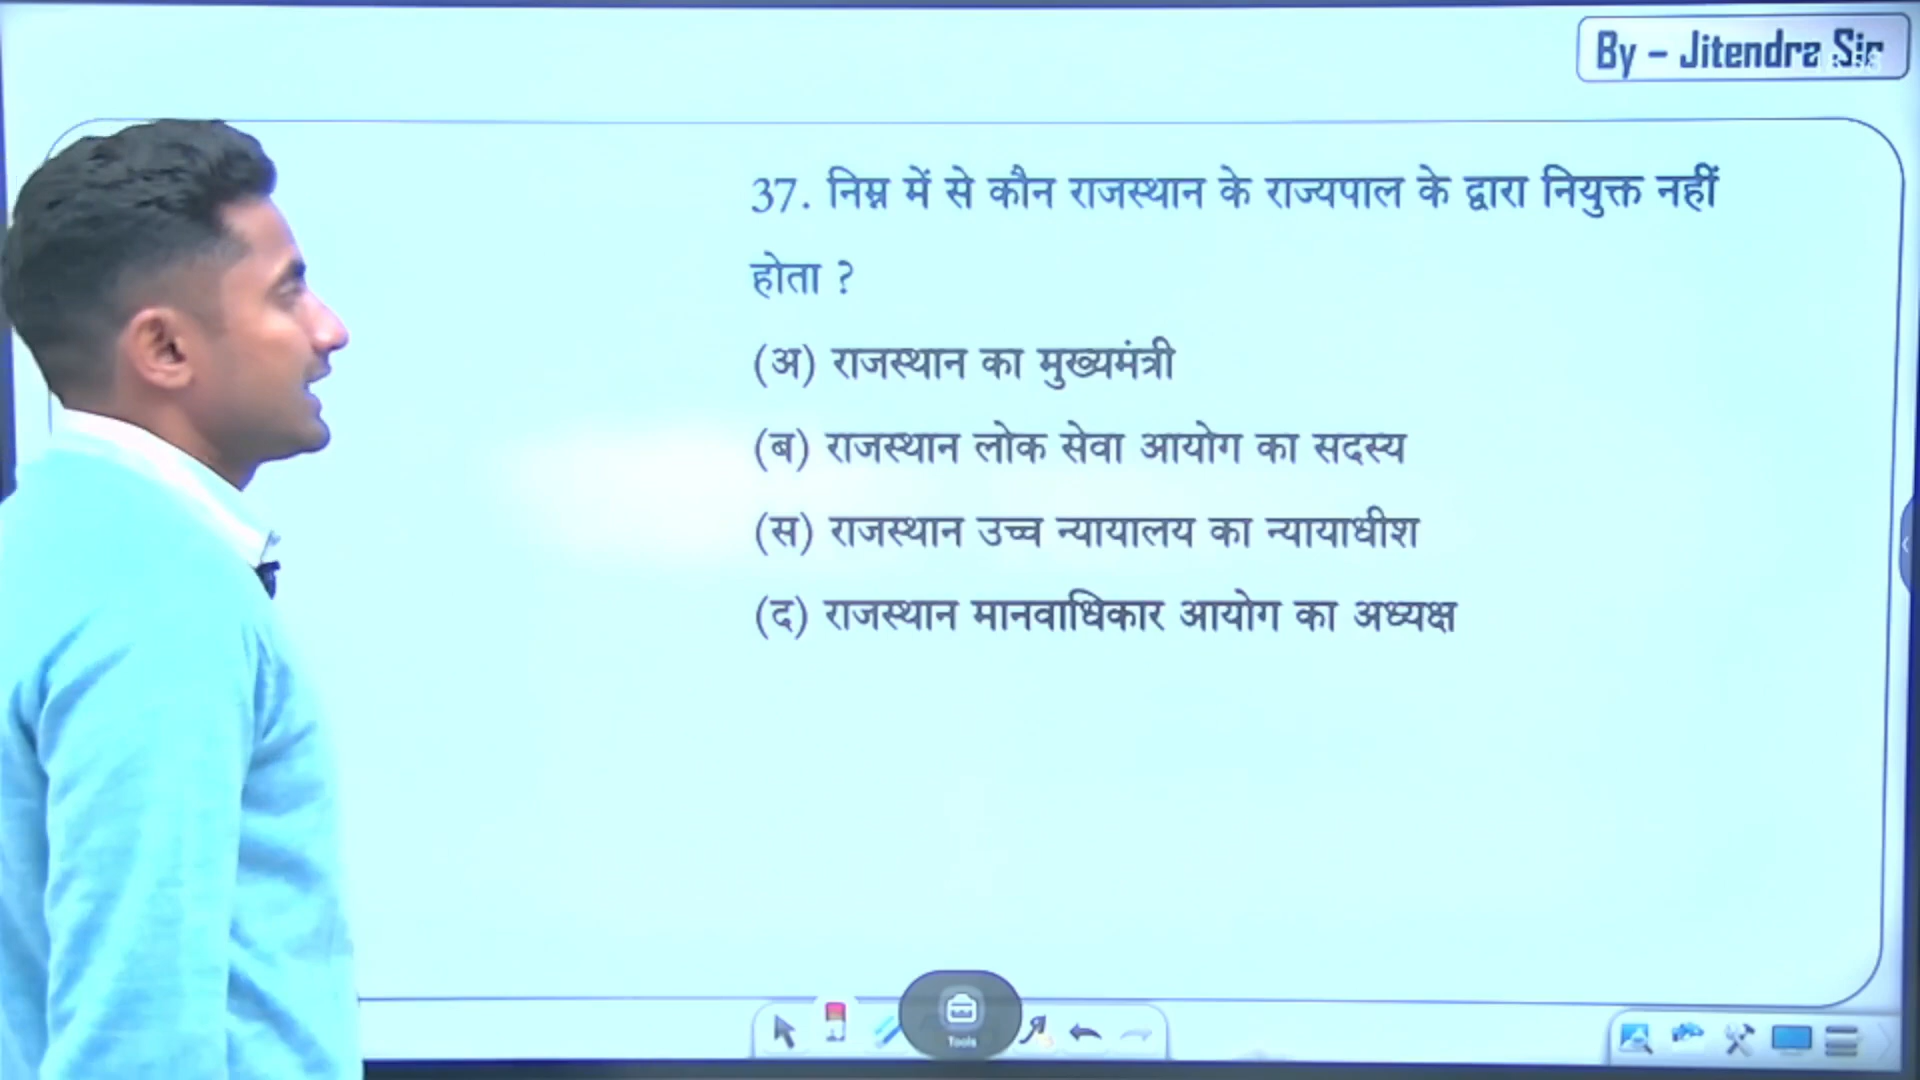 By – Jitendra Sir
37. निम्न में से कौन राजस्थान के राज्यपाल के द्वारा नियुक्त नहीं
होता ?
(अ) राजस्थान का मुख्यमंत्री
(ब) राजस्थान लोक सेवा आयोग का सदस्य
(स) राजस्थान उच्च न्यायालय का न्यायाधीश
(द) राजस्थान मानवाधिकार आयोग का अध्यक्ष
Tools